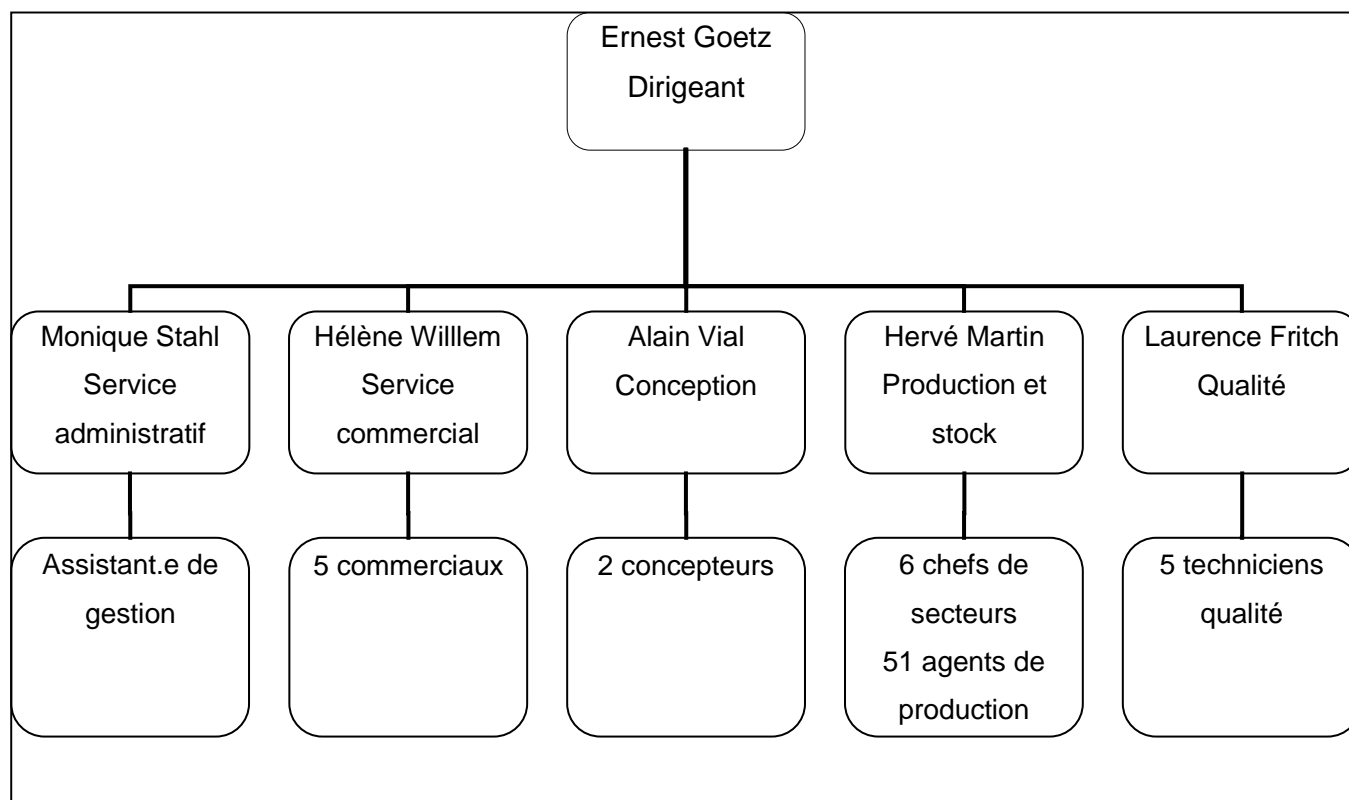 Ernest Goetz
Dirigeant
Monique Stahl
Service
administratif
Hélène Willlem
Service
commercial
Alain Vial
Conception
Hervé Martin
Production et
stock
Laurence Fritch
Qualité
Assistant.e de
gestion
5 commerciaux
2 concepteurs
6 chefs de
secteurs
51 agents de
production
5 techniciens
qualité